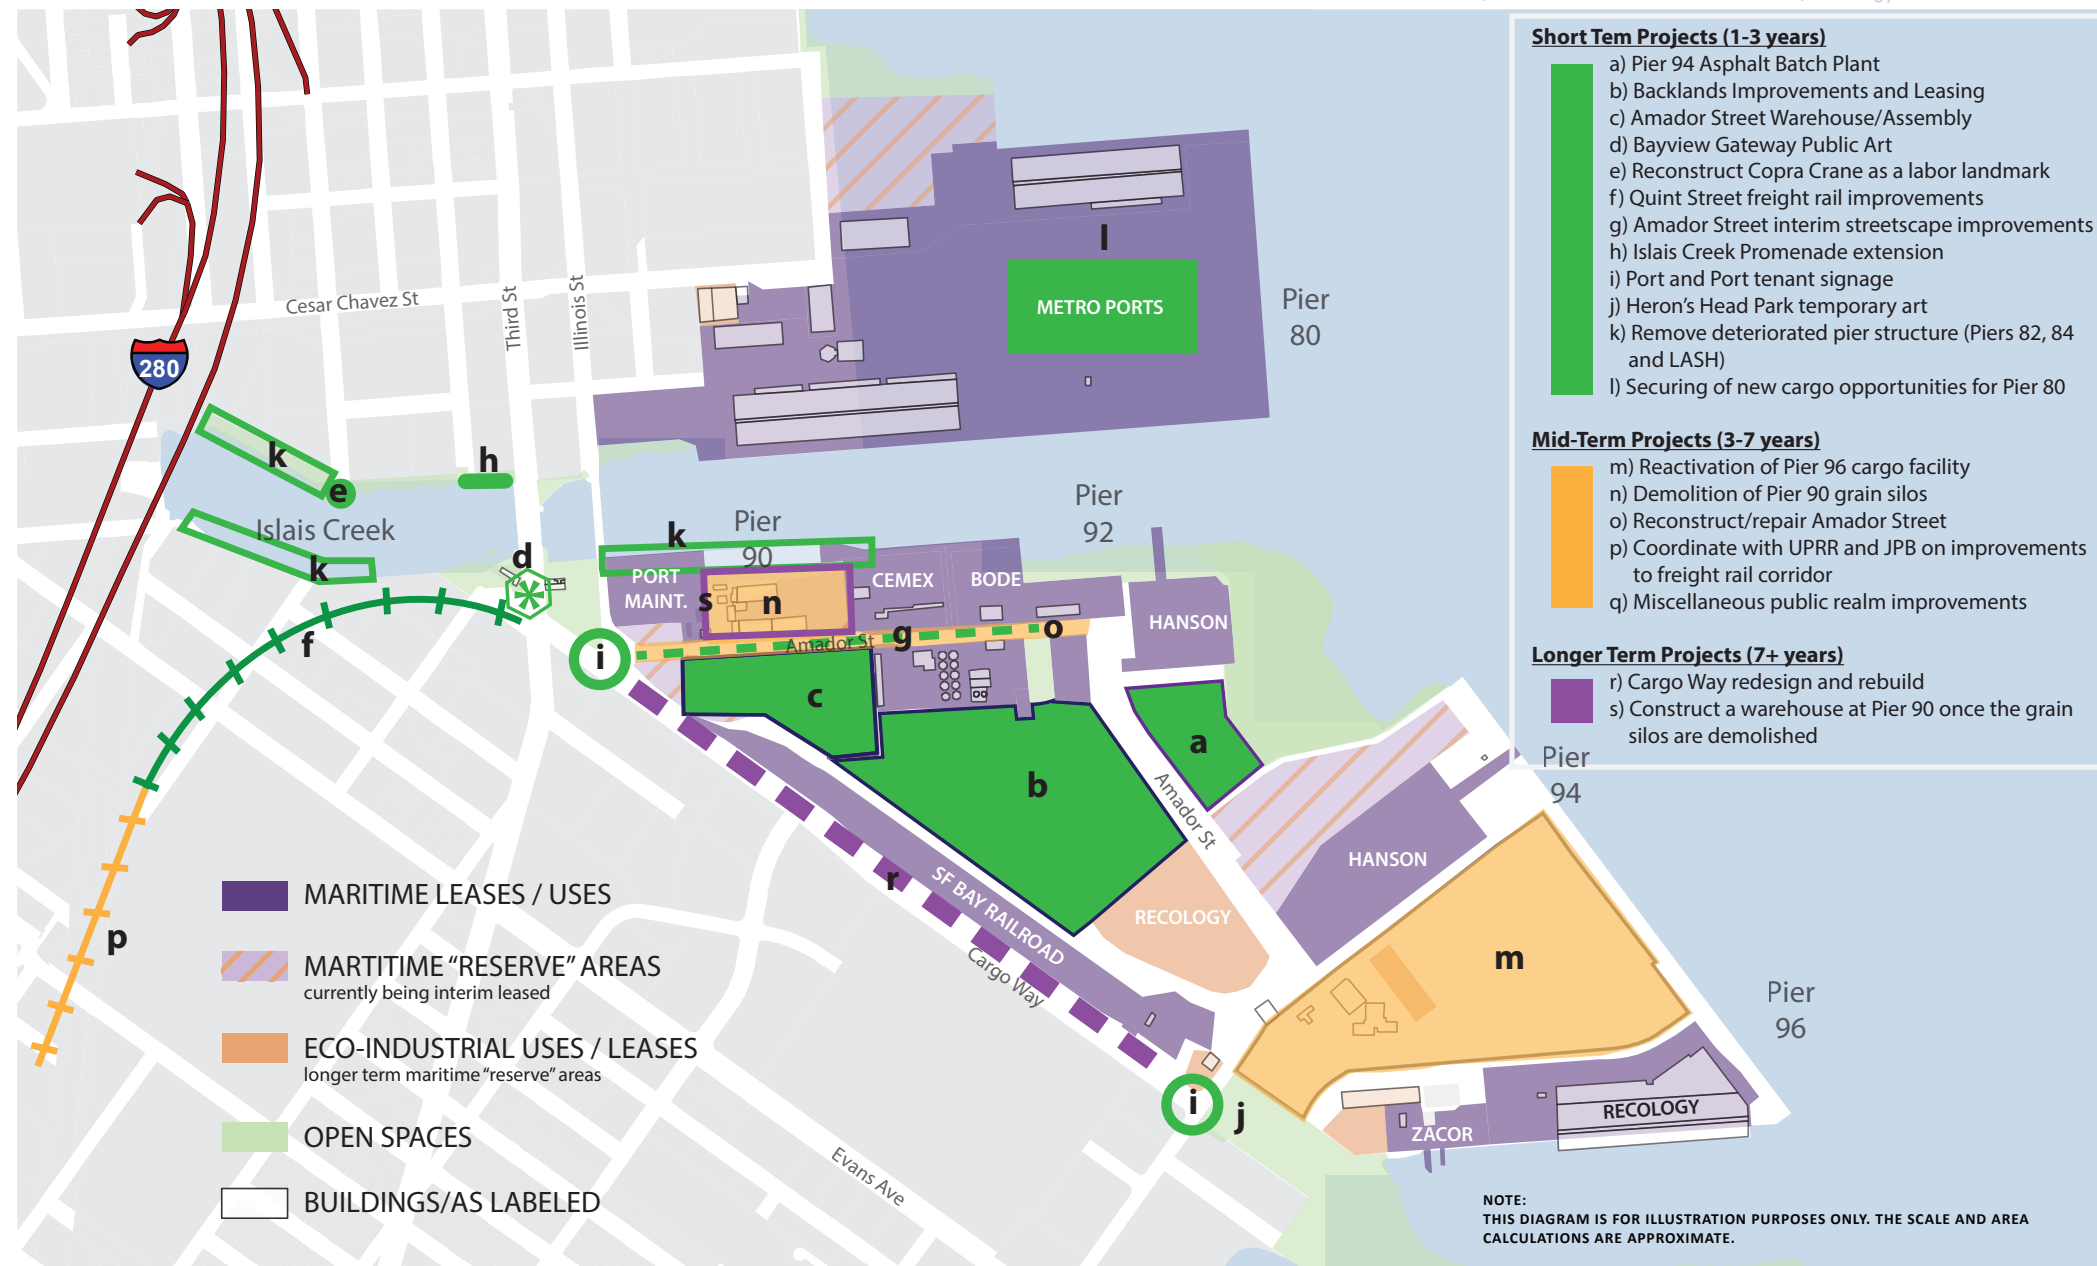 Short Tem Projects (1-3 years)
a) Pier 94 Asphalt Batch Plant
b) Backlands Improvements and Leasing
c) Amador Street Warehouse/Assembly
d) Bayview Gateway Public Art
e) Reconstruct Copra Crane as a labor landmark
f) Quint Street freight rail improvements
g) Amador Street interim streetscape improvements
h) Islais Creek Promenade extension
i) Port and Port tenant signage
j) Heron's Head Park temporary art
k) Remove deteriorated pier structure (Piers 82, 84
and LASH)
l) Securing of new cargo opportunities for Pier 80
Mid-Term Projects (3-7 years)
m) Reactivation of Pier 96 cargo facility
n) Demolition of Pier 90 grain silos
o) Reconstruct/repair Amador Street
p) Coordinate with UPRR and JPB on improvements
to freight rail corridor
q) Miscellaneous public realm improvements
Longer Term Projects (7+ years)
r) Cargo Way redesign and rebuild
s) Construct a warehouse at Pier 90 once the grain
silos are demolished
l
METRO PORTS
Pier
80
Cesar Chavez St
Third St
Illinois St
280
k
h
e
Islais Creek
k
d
k
Pier
90
Pier
92
PORT
MAINT.
s
n
CEMEX
BODE
HANSON
Amador St
g
o
i
f
c
a
b
Amador St
Pier
94
HANSON
r
SF BAY RAILROAD
RECOLOGY
Cargo Way
m
p
Pier
96
i
j
ZACOR
RECOLOGY
Evans Ave
MARITIME LEASES / USES
MARTITIME "RESERVE" AREAS
currently being interim leased
ECO-INDUSTRIAL USES / LEASES
longer term maritime "reserve" areas
OPEN SPACES
BUILDINGS/AS LABELED
NOTE:
THIS DIAGRAM IS FOR ILLUSTRATION PURPOSES ONLY. THE SCALE AND AREA
CALCULATIONS ARE APPROXIMATE.